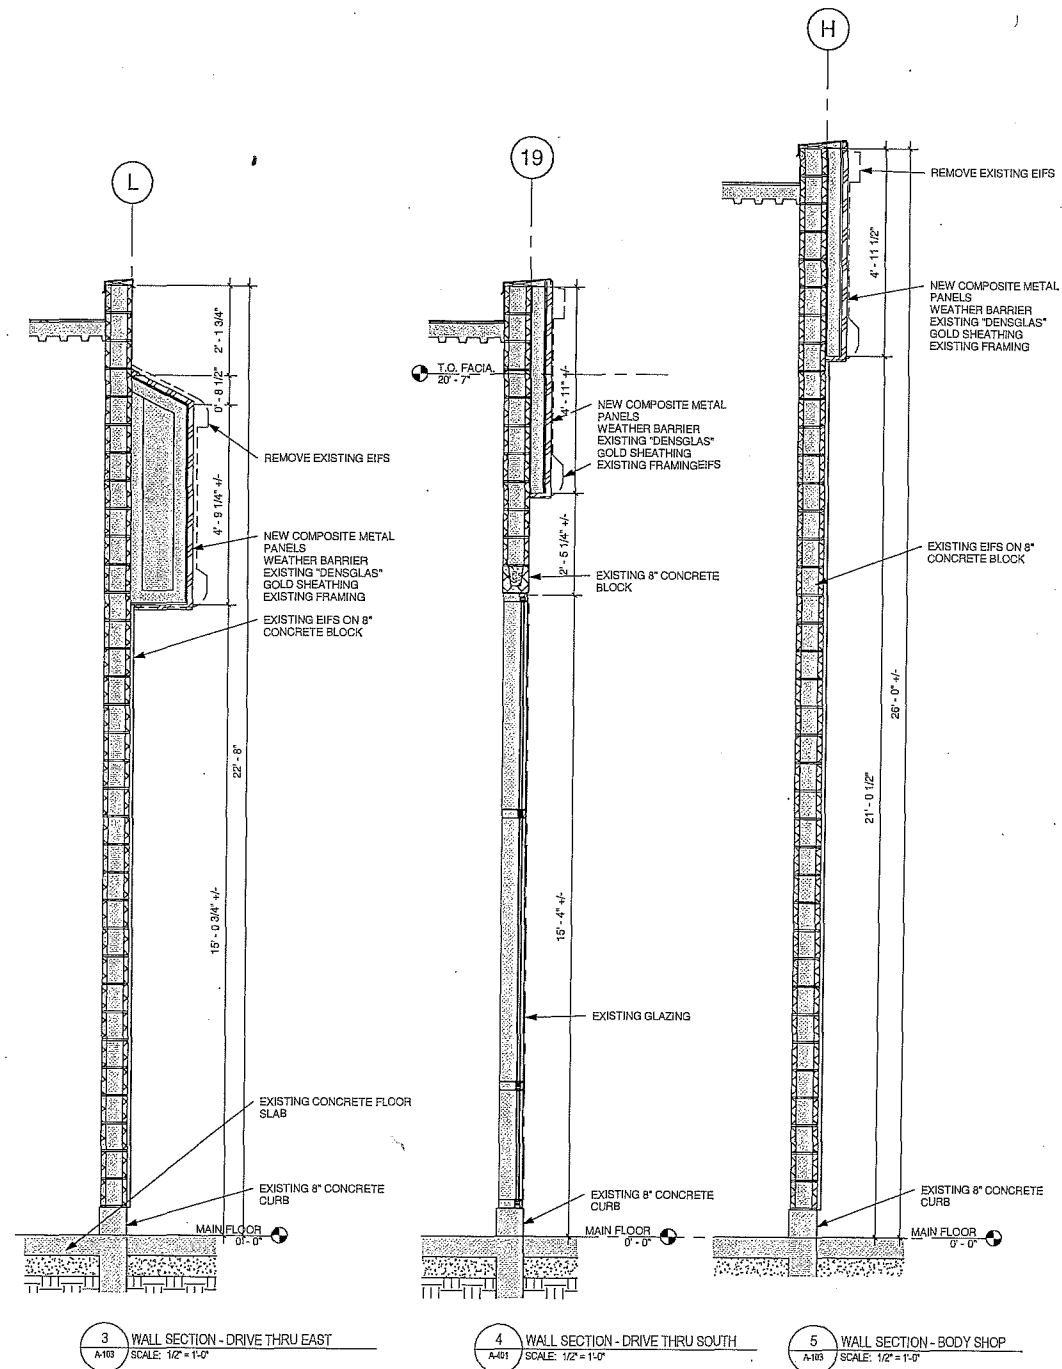 L
2' - 1 3/4"
0' - 8 1/2"
4' - 9 1/4" +/-
22' - 8"
15' - 0 3/4" +/-
REMOVE EXISTING EIFS
NEW COMPOSITE METAL
PANELS
WEATHER BARRIER
EXISTING "DENSGLAS"
GOLD SHEATHING
EXISTING FRAMING
EXISTING EIFS ON 8"
CONCRETE BLOCK
EXISTING CONCRETE FLOOR
SLAB
EXISTING 8" CONCRETE
CURB
MAIN FLOOR
0' - 0"
3
A-103
WALL SECTION - DRIVE THRU EAST
SCALE: 1/2" = 1'-0"
19
T.O. FACIA
20' - 7"
4' - 11" +/-
NEW COMPOSITE METAL
PANELS
WEATHER BARRIER
EXISTING "DENSGLAS"
GOLD SHEATHING
EXISTING FRAMINGEIFS
2' - 5 1/4" +/-
EXISTING 8" CONCRETE
BLOCK
15' - 4" +/-
EXISTING GLAZING
EXISTING 8" CONCRETE
CURB
MAIN FLOOR
0' - 0"
4
A-401
WALL SECTION - DRIVE THRU SOUTH
SCALE: 1/2" = 1'-0"
H
REMOVE EXISTING EIFS
4' - 11 1/2"
NEW COMPOSITE METAL
PANELS
WEATHER BARRIER
EXISTING "DENSGLAS"
GOLD SHEATHING
EXISTING FRAMING
EXISTING EIFS ON 8"
CONCRETE BLOCK
26' - 0" +/-
21' - 0 1/2"
EXISTING 8" CONCRETE
CURB
MAIN FLOOR
0' - 0"
5
A-103
WALL SECTION - BODY SHOP
SCALE: 1/2" = 1'-0"